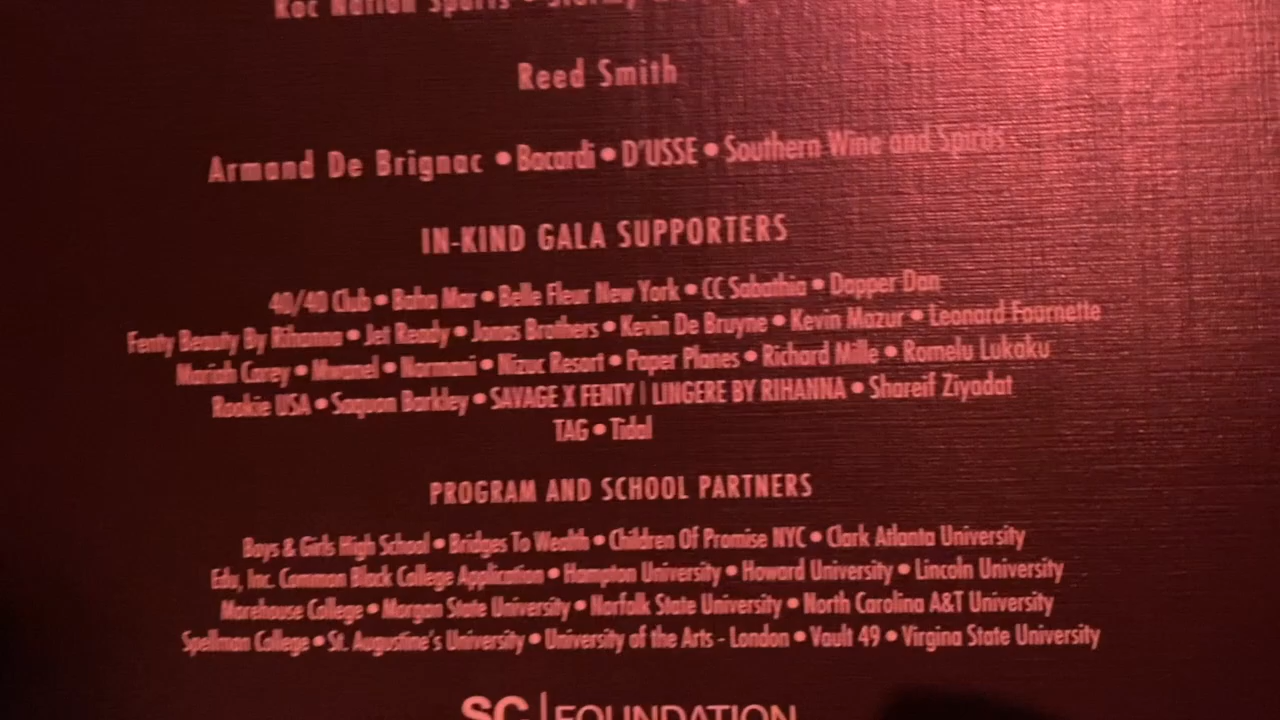 Roc Nation Sports •
Reed Smith
Armand De Brignac • Bacardi • D'USSE • Southern Wine and Spirits
IN-KIND GALA SUPPORTERS
40/40 Club • Baha Mar • Belle Fleur New York • CC Sabathia • Dapper Dan
Fenty Beauty By Rihanna • Jet Ready • Jonas Brothers • Kevin De Bruyne • Kevin Mazur • Leonard Fournette
Mariah Carey • Mwanel • Normani • Nizuc Resort • Paper Planes • Richard Mille • Romelu Lukaku
Rookie USA • Saquon Barkley • SAVAGE X FENTY | LINGERE BY RIHANNA • Shareif Ziyadat
TAG • Tidal
PROGRAM AND SCHOOL PARTNERS
Boys & Girls High School • Bridges To Wealth • Children Of Promise NYC • Clark Atlanta University
Edu, Inc. Common Black College Application • Hampton University • Howard University • Lincoln University
Morehouse College • Morgan State University • Norfolk State University • North Carolina A&T University
Spellman College • St. Augustine's University • University of the Arts - London • Vault 49 • Virgina State University
SC | FOUNDATION